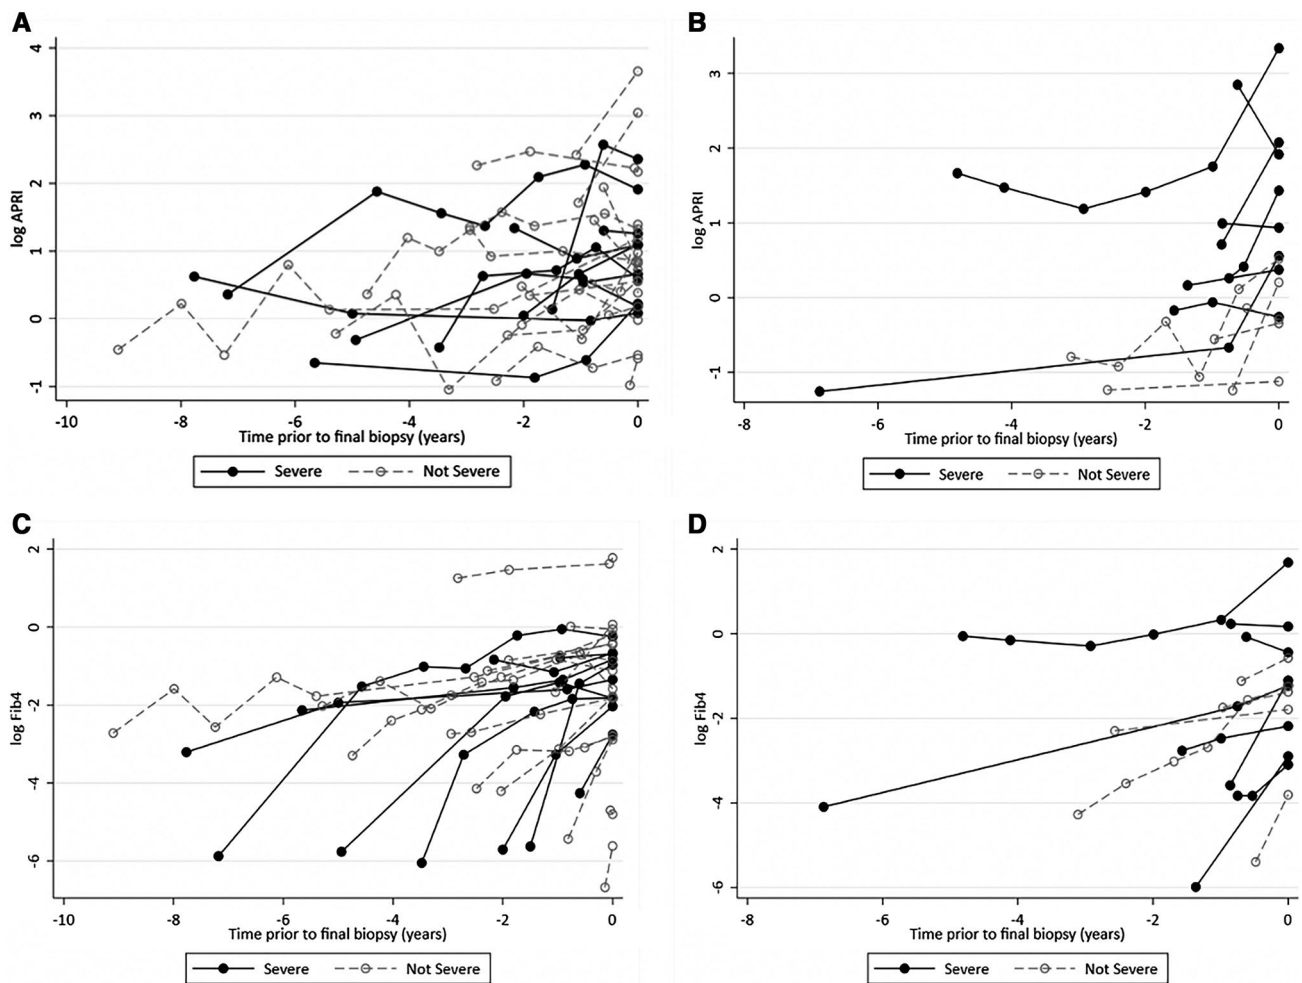 A
log APRI
4
3
2
1
0
-1
-10 -8 -6 -4 -2 0
Time prior to final biopsy (years)
Severe Not Severe
B
log APRI
3
2
1
0
-1
-8 -6 -4 -2 0
Time prior to final biopsy (years)
Severe Not Severe
C
log Fib4
2
0
-2
-4
-6
-10 -8 -6 -4 -2 0
Time prior to final biopsy (years)
Severe Not Severe
D
log Fib4
2
0
-2
-4
-6
-8 -6 -4 -2 0
Time prior to final biopsy (years)
Severe Not Severe